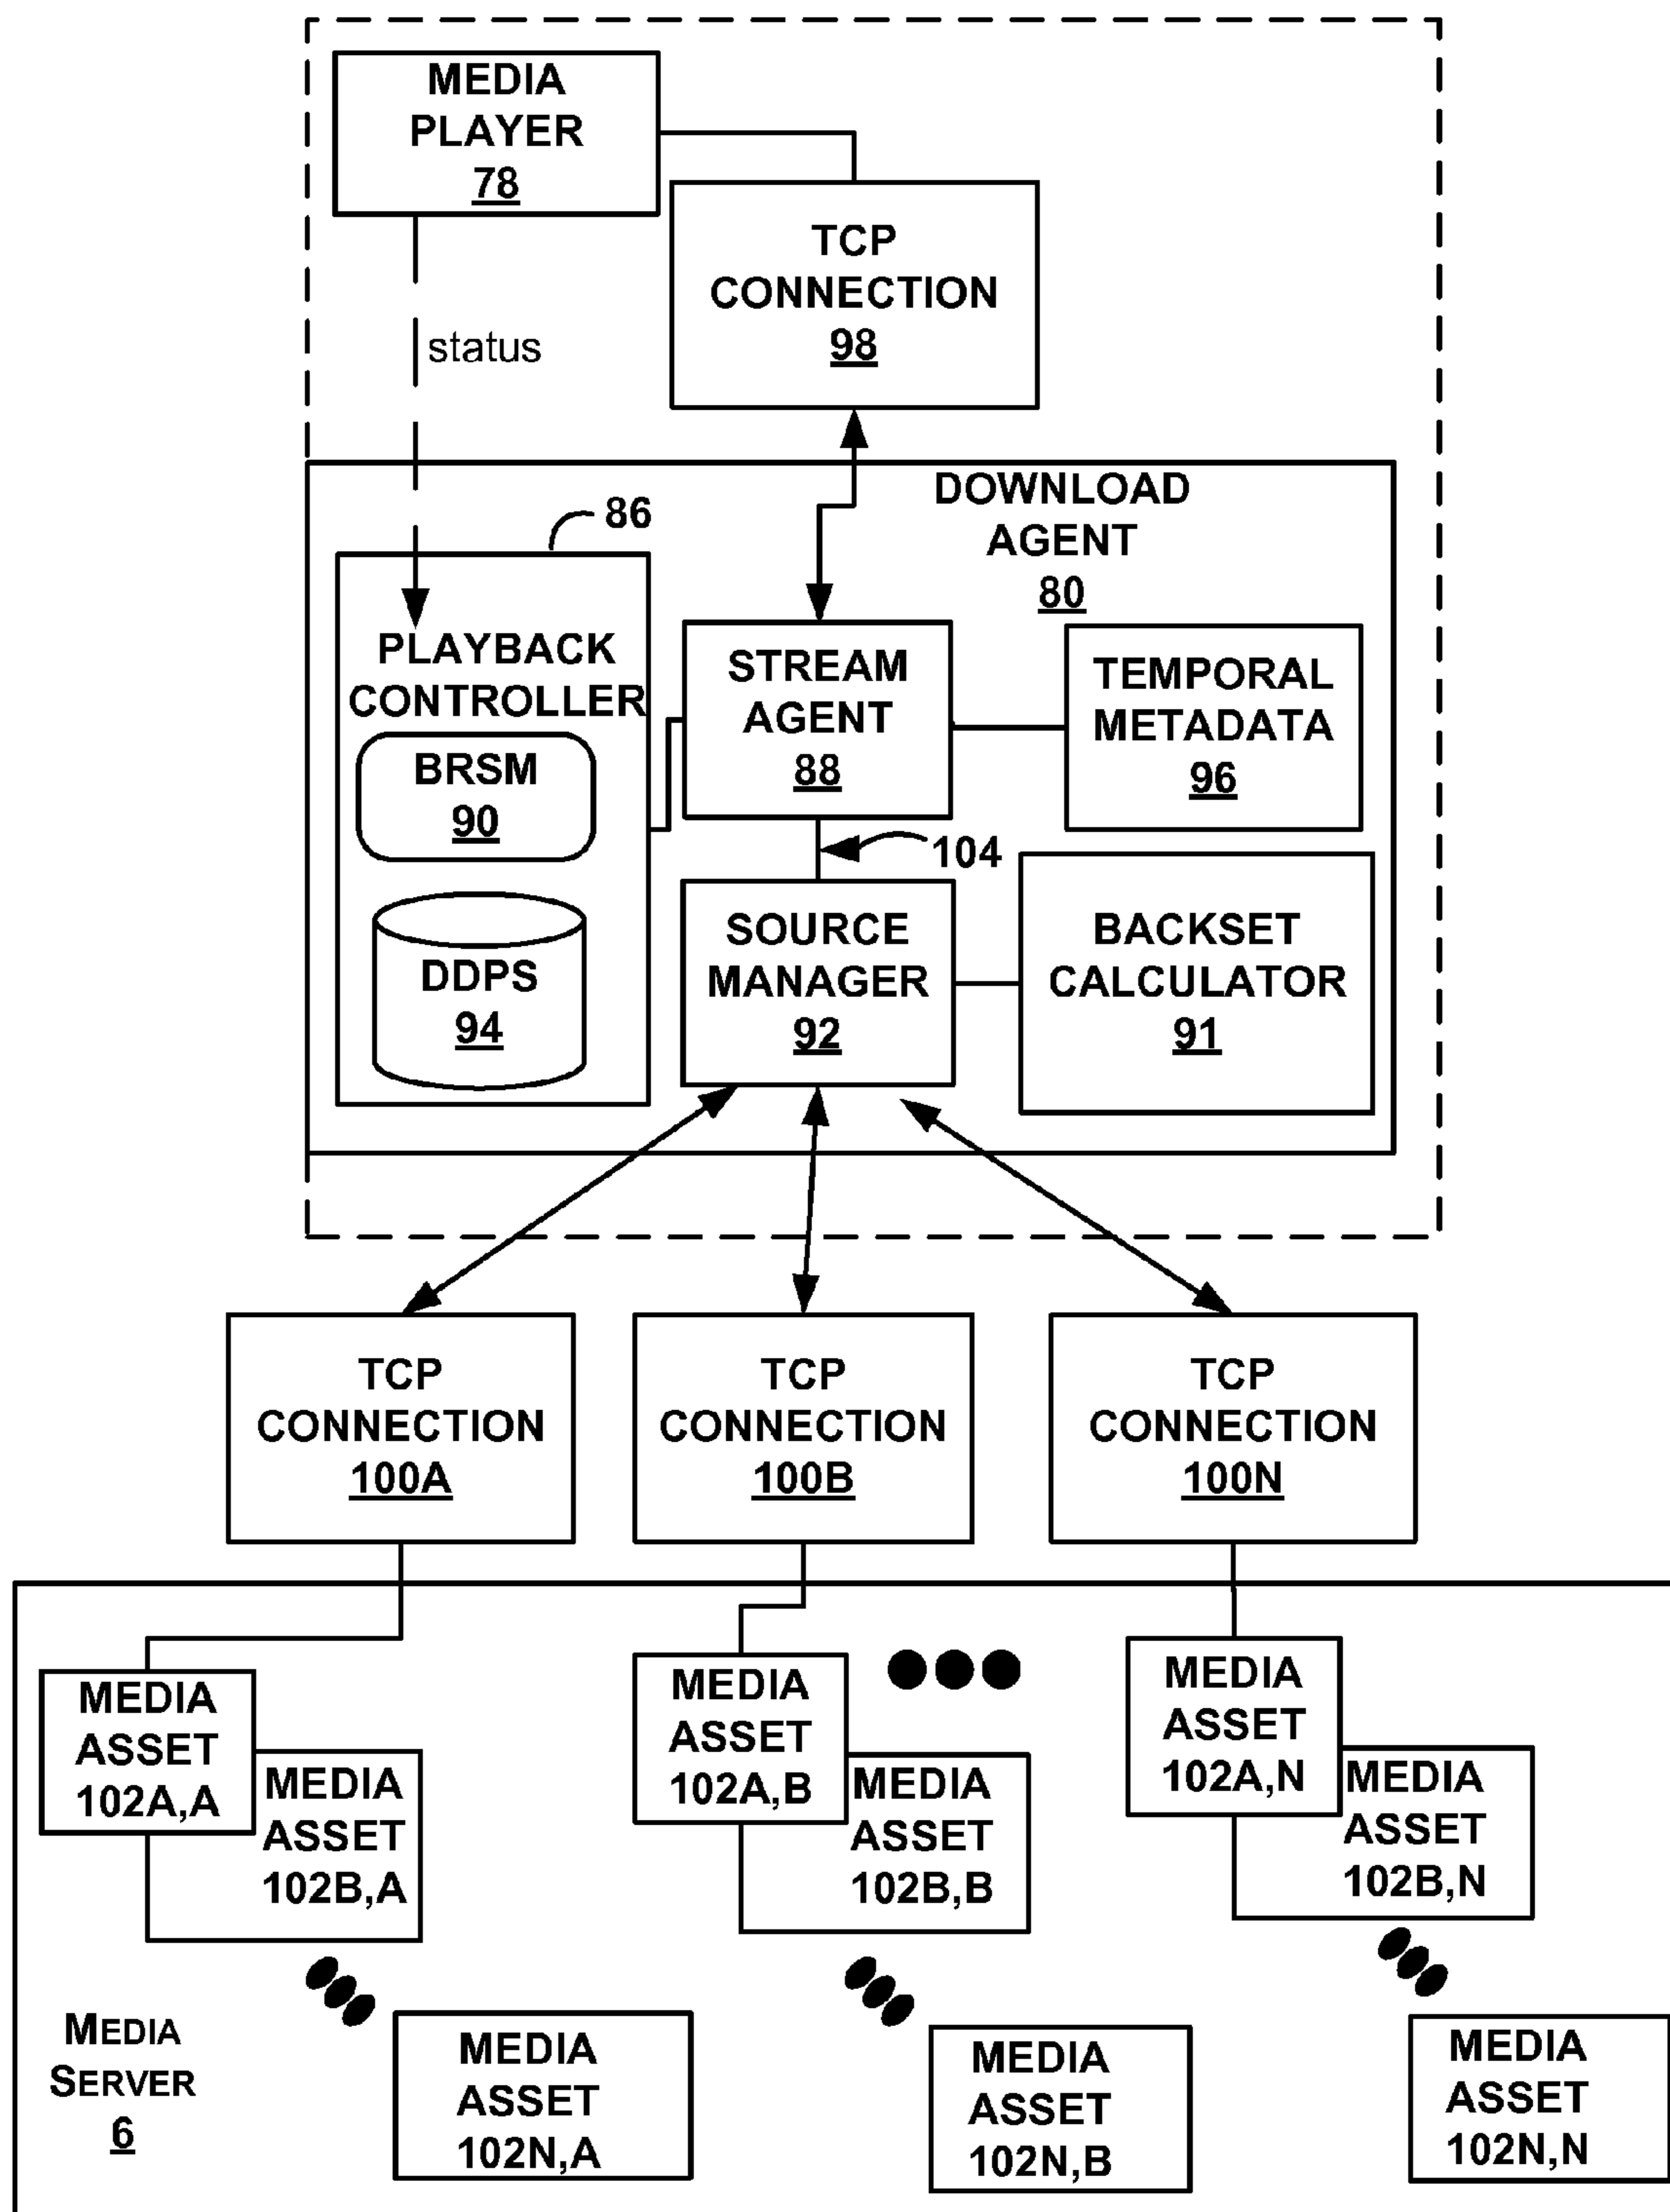 MEDIA
PLAYER
78
TCP
CONNECTION
98
status
DOWNLOAD
AGENT
80
86
PLAYBACK
CONTROLLER
BRSM
90
DDPS
94
STREAM
AGENT
88
TEMPORAL
METADATA
96
104
SOURCE
MANAGER
92
BACKSET
CALCULATOR
91
TCP
CONNECTION
100A
TCP
CONNECTION
100B
TCP
CONNECTION
100N
MEDIA
ASSET
102A,A
MEDIA
ASSET
102B,A
MEDIA
ASSET
102A,B
MEDIA
ASSET
102B,B
MEDIA
ASSET
102A,N
MEDIA
ASSET
102B,N
MEDIA
SERVER
6
MEDIA
ASSET
102N,A
MEDIA
ASSET
102N,B
MEDIA
ASSET
102N,N